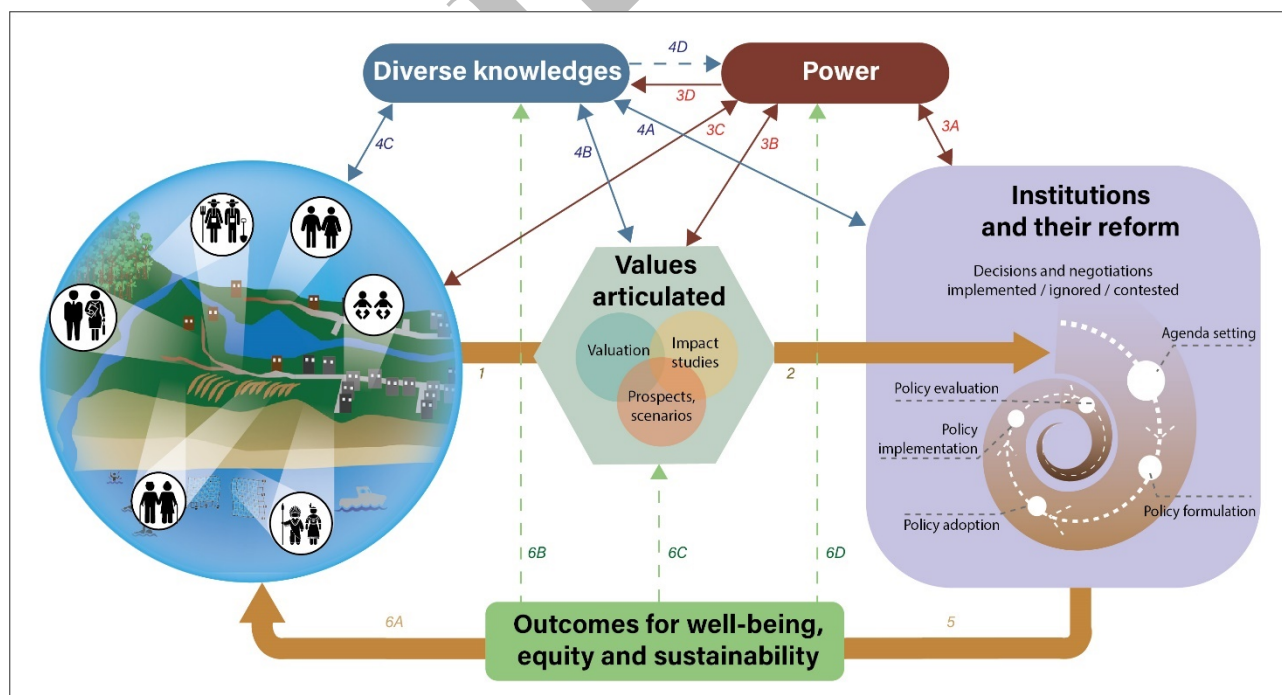 Diverse knowledges
4D
Power
3D
3A
4C
4B
4A
3C
3B
Institutions
and their reform
Decisions and negotiations
implemented / ignored / contested
Values
articulated
Valuation
Impact
studies
Prospects,
scenarios
1
2
Agenda setting
Policy evaluation
Policy
implementation
Policy adoption
Policy formulation
6B
6C
6D
6A
5
Outcomes for well-being,
equity and sustainability